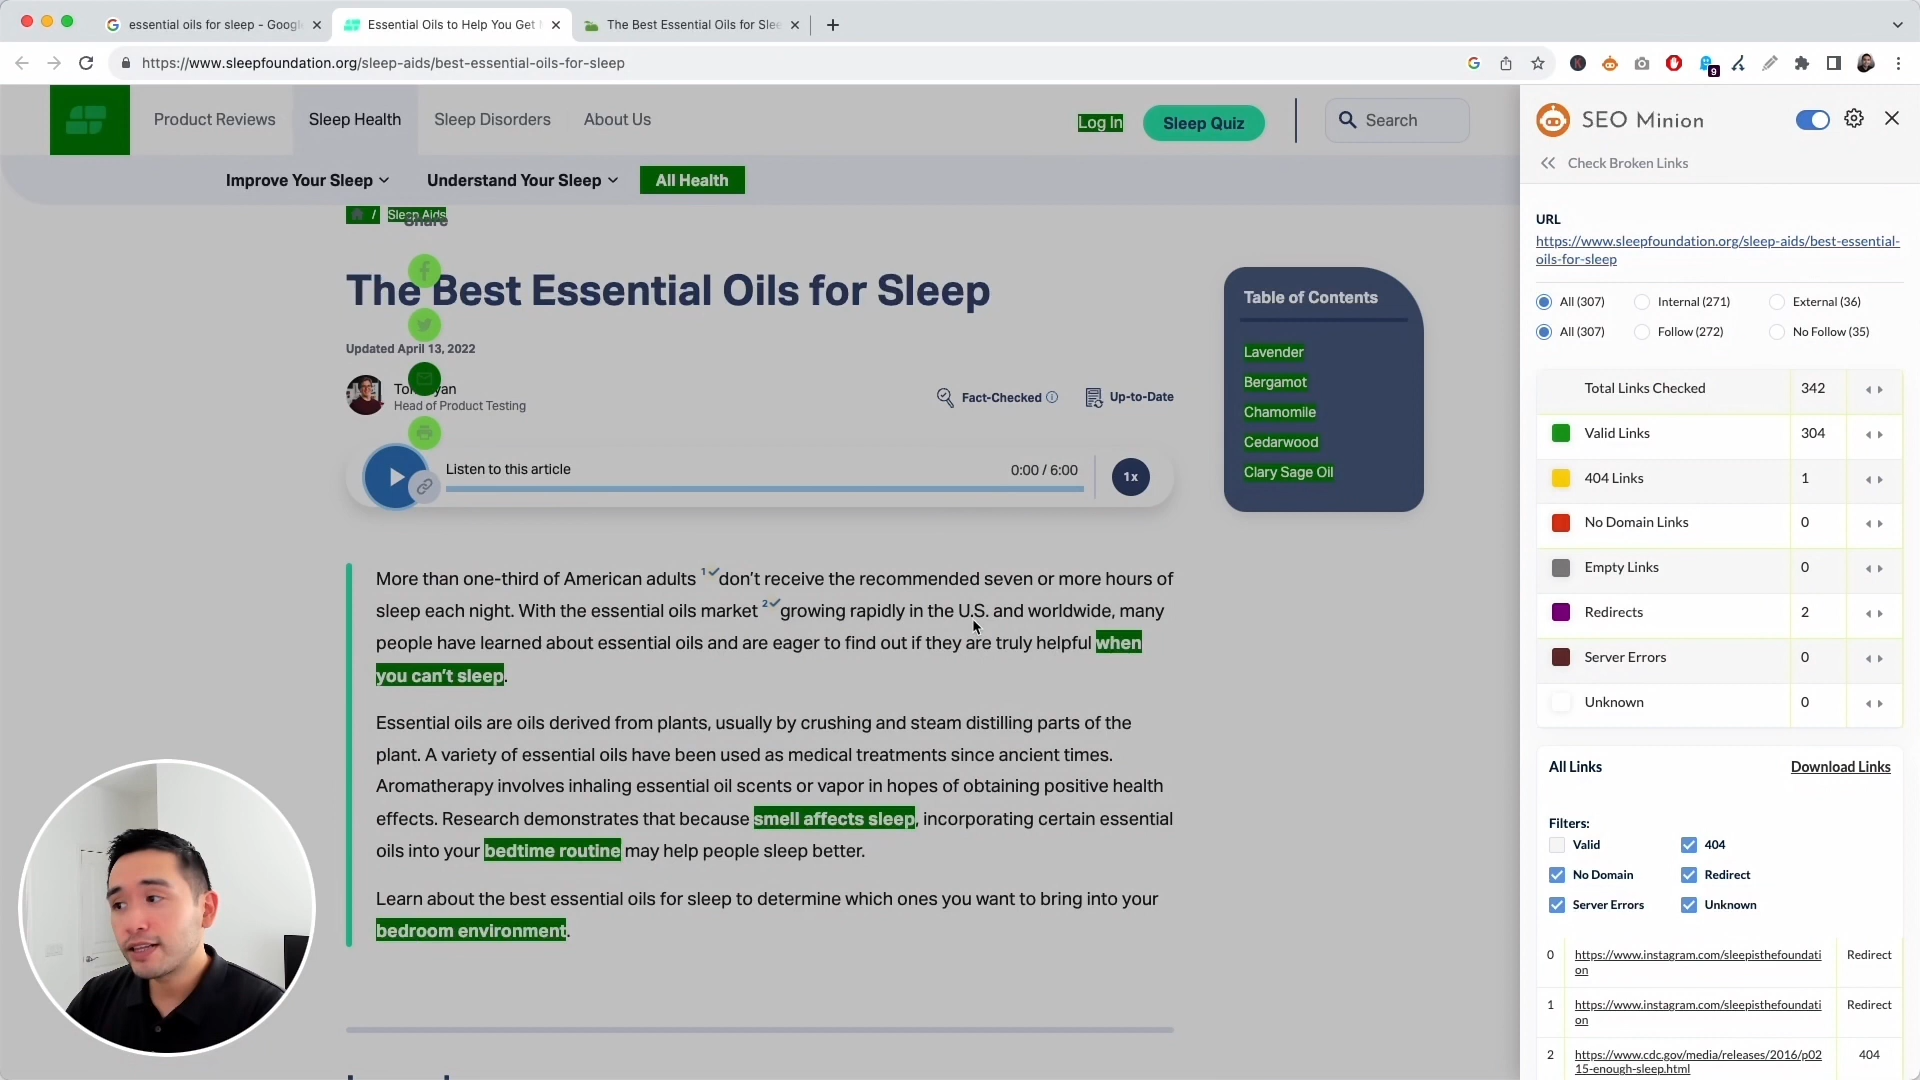 essential oils for sleep - Googl
Essential Oils to Help You Get
The Best Essential Oils for Slee
https://www.sleepfoundation.org/sleep-aids/best-essential-oils-for-sleep
9
Product Reviews
Sleep Health
Sleep Disorders
About Us
Log In
Sleep Quiz
Search
Improve Your Sleep
Understand Your Sleep
All Health
/ Sleep Aids
Share
The Best Essential Oils for Sleep
Updated April 13, 2022
Head of Product Testing
Fact-Checked
Up-to-Date
Listen to this article
0:00 / 6:00
1x
Table of Contents
Lavender
Bergamot
Chamomile
Cedarwood
Clary Sage Oil
More than one-third of American adults 1 don’t receive the recommended seven or more hours of
sleep each night. With the essential oils market 2 growing rapidly in the U.S. and worldwide, many
people have learned about essential oils and are eager to find out if they are truly helpful when
you can’t sleep.
Essential oils are oils derived from plants, usually by crushing and steam distilling parts of the
plant. A variety of essential oils have been used as medical treatments since ancient times.
Aromatherapy involves inhaling essential oil scents or vapor in hopes of obtaining positive health
effects. Research demonstrates that because smell affects sleep, incorporating certain essential
oils into your bedtime routine may help people sleep better.
Learn about the best essential oils for sleep to determine which ones you want to bring into your
bedroom environment.
SEO Minion
Check Broken Links
URL
https://www.sleepfoundation.org/sleep-aids/best-essential-
oils-for-sleep
All (307) Internal (271) External (36)
All (307) Follow (272) No Follow (35)
Total Links Checked 342
Valid Links 304
404 Links 1
No Domain Links 0
Empty Links 0
Redirects 2
Server Errors 0
Unknown 0
All Links Download Links
Filters:
Valid 404
No Domain Redirect
Server Errors Unknown
0 https://www.instagram.com/sleepisthefoundati Redirect
on
1 https://www.instagram.com/sleepisthefoundati Redirect
on
2 https://www.cdc.gov/media/releases/2016/p02 404
15-enough-sleep.html